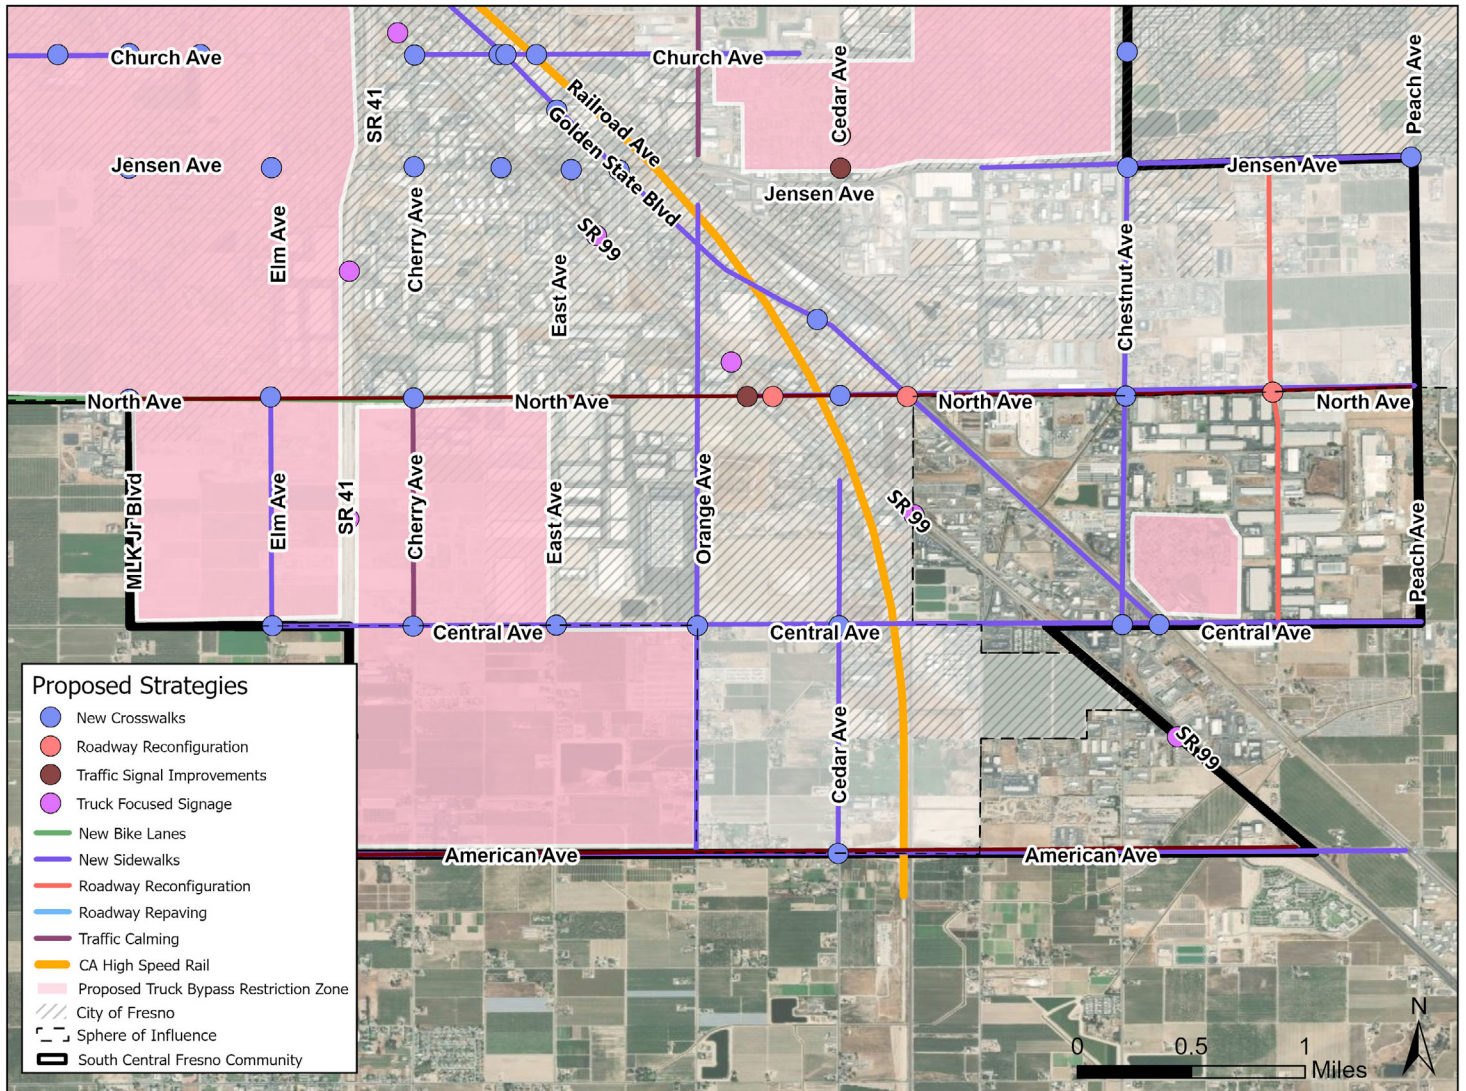 Church Ave
Church Ave
Cedar Ave
Peach Ave
SR 41
Railroad Ave
Golden State Blvd
Jensen Ave
Jensen Ave
Jensen Ave
Elm Ave
Cherry Ave
SR 99
East Ave
Chestnut Ave
North Ave
North Ave
North Ave
North Ave
MLK Jr Blvd
Elm Ave
SR 41
Cherry Ave
East Ave
Orange Ave
SR 99
Peach Ave
Central Ave
Central Ave
Central Ave
Cedar Ave
SR 99
American Ave
American Ave
Proposed Strategies
New Crosswalks
Roadway Reconfiguration
Traffic Signal Improvements
Truck Focused Signage
New Bike Lanes
New Sidewalks
Roadway Reconfiguration
Roadway Repaving
Traffic Calming
CA High Speed Rail
Proposed Truck Bypass Restriction Zone
City of Fresno
Sphere of Influence
South Central Fresno Community
N
0 0.5 1
Miles